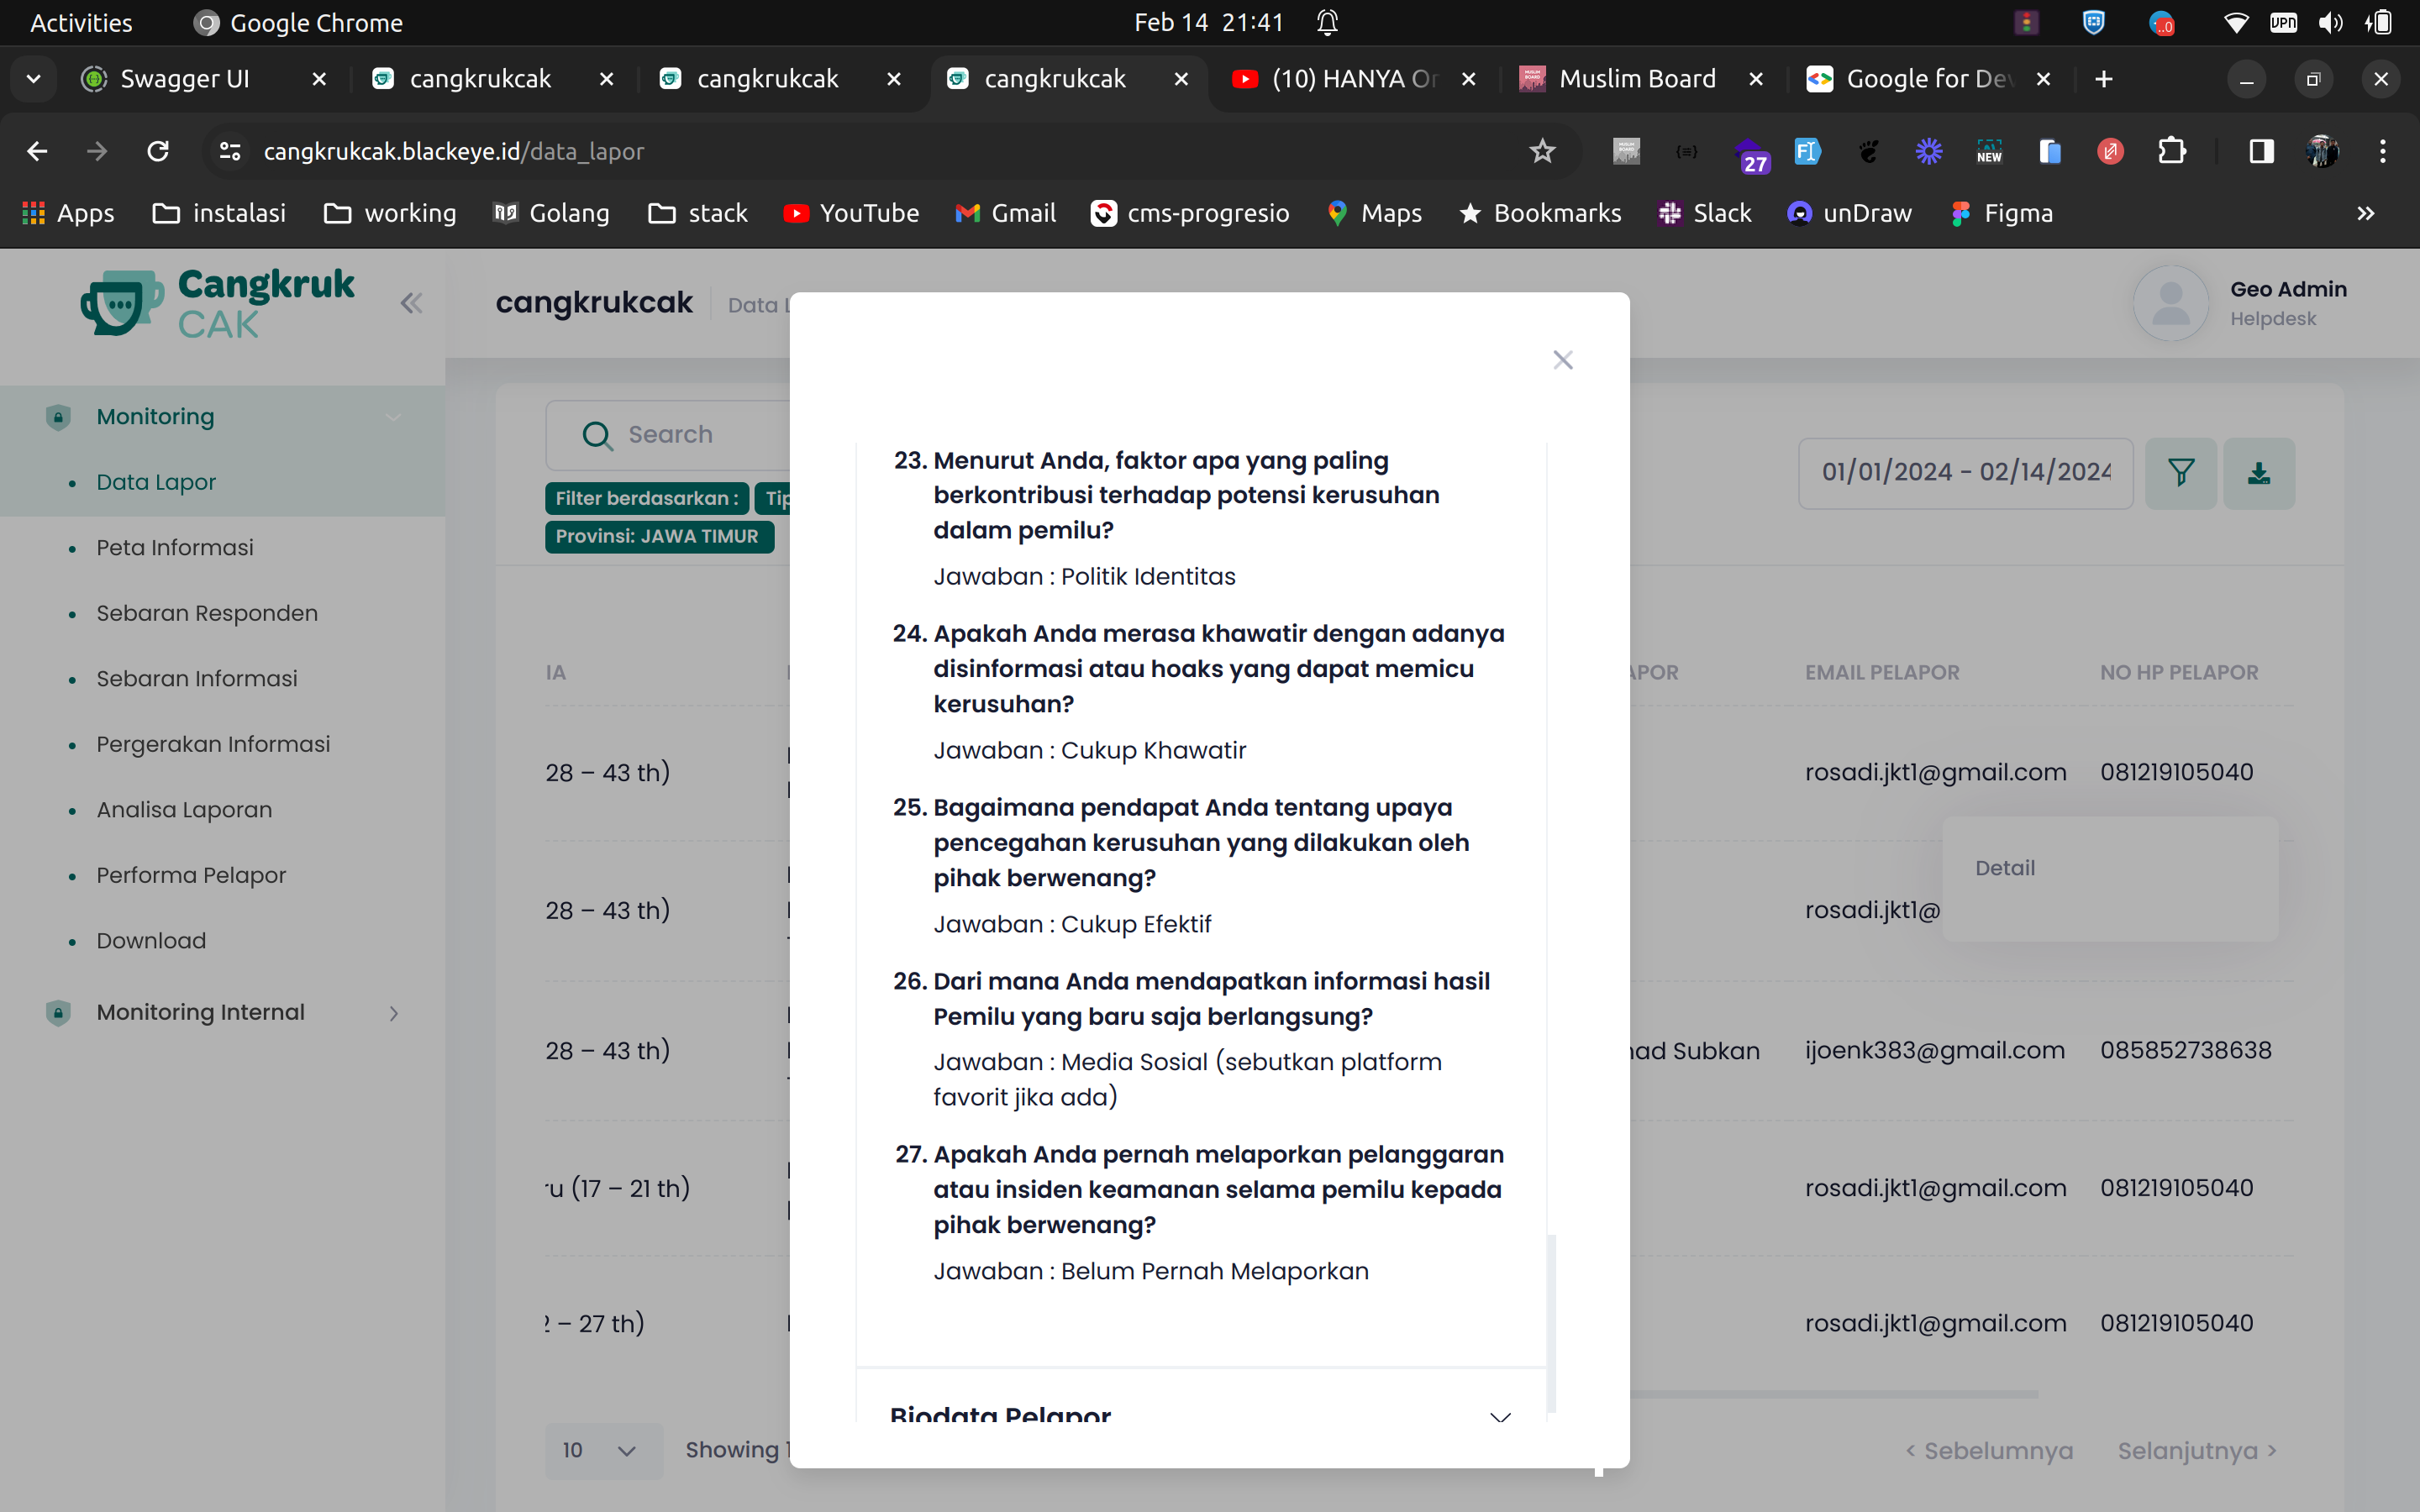 Activities
Google Chrome
Feb 14 21:41
VPN
Swagger UI
cangkrukcak
cangkrukcak
cangkrukcak
(10) HANYA Or
Muslim Board
Google for Dev
cangkrukcak.blackeye.id/data_lapor
27
NEW
Apps
instalasi
working
Golang
stack
YouTube
Gmail
cms-progresio
Maps
Bookmarks
Slack
unDraw
Figma
Cangkruk
CAK
Monitoring
Data Lapor
Peta Informasi
Sebaran Responden
Sebaran Informasi
Pergerakan Informasi
Analisa Laporan
Performa Pelapor
Download
Monitoring Internal
cangkrukcak
Data L
Geo Admin
Helpdesk
Search
Filter berdasarkan :
Tip
Provinsi: JAWA TIMUR
01/01/2024 - 02/14/2024
IA
APOR
EMAIL PELAPOR
NO HP PELAPOR
28 – 43 th)
rosadi.jkt1@gmail.com
081219105040
28 – 43 th)
rosadi.jkt1@
Detail
28 – 43 th)
nad Subkan
ijoenk383@gmail.com
085852738638
ru (17 – 21 th)
rosadi.jkt1@gmail.com
081219105040
2 – 27 th)
rosadi.jkt1@gmail.com
081219105040
10
Showing 1
< Sebelumnya
Selanjutnya >
23. Menurut Anda, faktor apa yang paling
berkontribusi terhadap potensi kerusuhan
dalam pemilu?
Jawaban : Politik Identitas
24. Apakah Anda merasa khawatir dengan adanya
disinformasi atau hoaks yang dapat memicu
kerusuhan?
Jawaban : Cukup Khawatir
25. Bagaimana pendapat Anda tentang upaya
pencegahan kerusuhan yang dilakukan oleh
pihak berwenang?
Jawaban : Cukup Efektif
26. Dari mana Anda mendapatkan informasi hasil
Pemilu yang baru saja berlangsung?
Jawaban : Media Sosial (sebutkan platform
favorit jika ada)
27. Apakah Anda pernah melaporkan pelanggaran
atau insiden keamanan selama pemilu kepada
pihak berwenang?
Jawaban : Belum Pernah Melaporkan
Biodata Pelapor